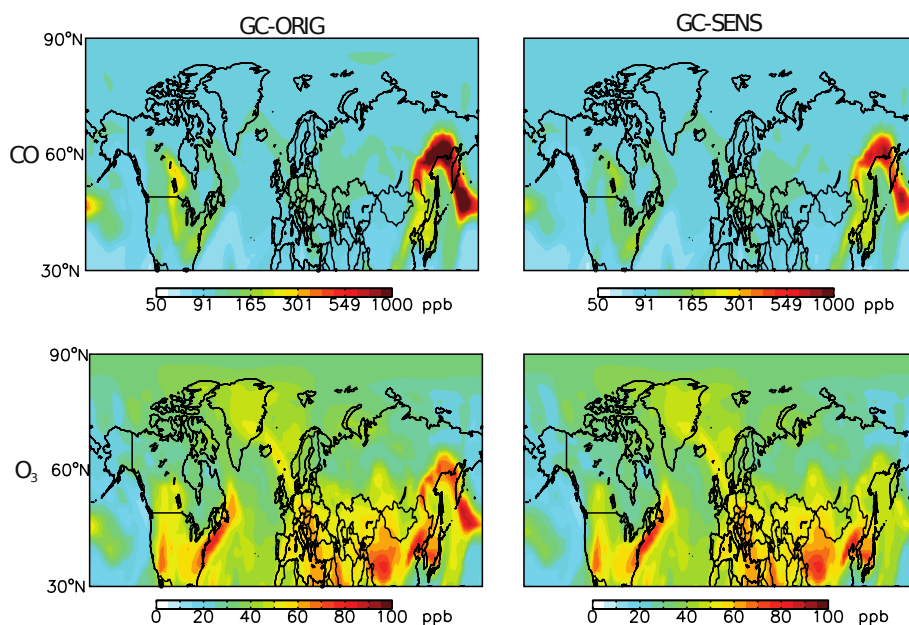 GC-ORIG GC-SENS
90°N
CO 60°N
30°N
50 91 165 301 549 1000 ppb 50 91 165 301 549 1000 ppb
90°N
O₃ 60°N
30°N
0 20 40 60 80 100 ppb 0 20 40 60 80 100 ppb